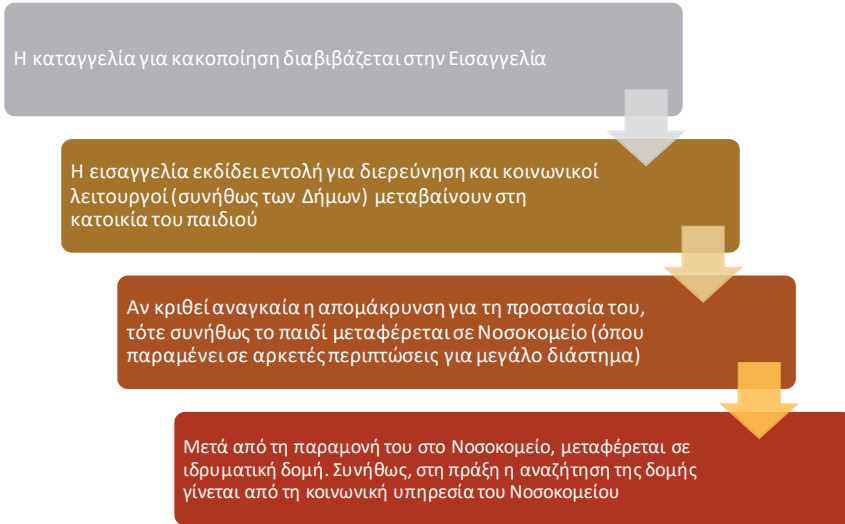 Η καταγγελία για κακοποίηση διαβιβάζεται στην Εισαγγελία
Η εισαγγελία εκδίδει εντολή για διερεύνηση και κοινωνικοί
λειτουργοί (συνήθως των Δήμων) μεταβαίνουν στη
κατοικία του παιδιού
Αν κριθεί αναγκαία η απομάκρυνση για τη προστασία του,
τότε συνήθως το παιδί μεταφέρεται σε Νοσοκομείο (όπου
παραμένει σε αρκετές περιπτώσεις για μεγάλο διάστημα)
Μετά από τη παραμονή του στο Νοσοκομείο, μεταφέρεται σε
ιδρυματική δομή. Συνήθως, στη πράξη η αναζήτηση της δομής
γίνεται από τη κοινωνική υπηρεσία του Νοσοκομείου